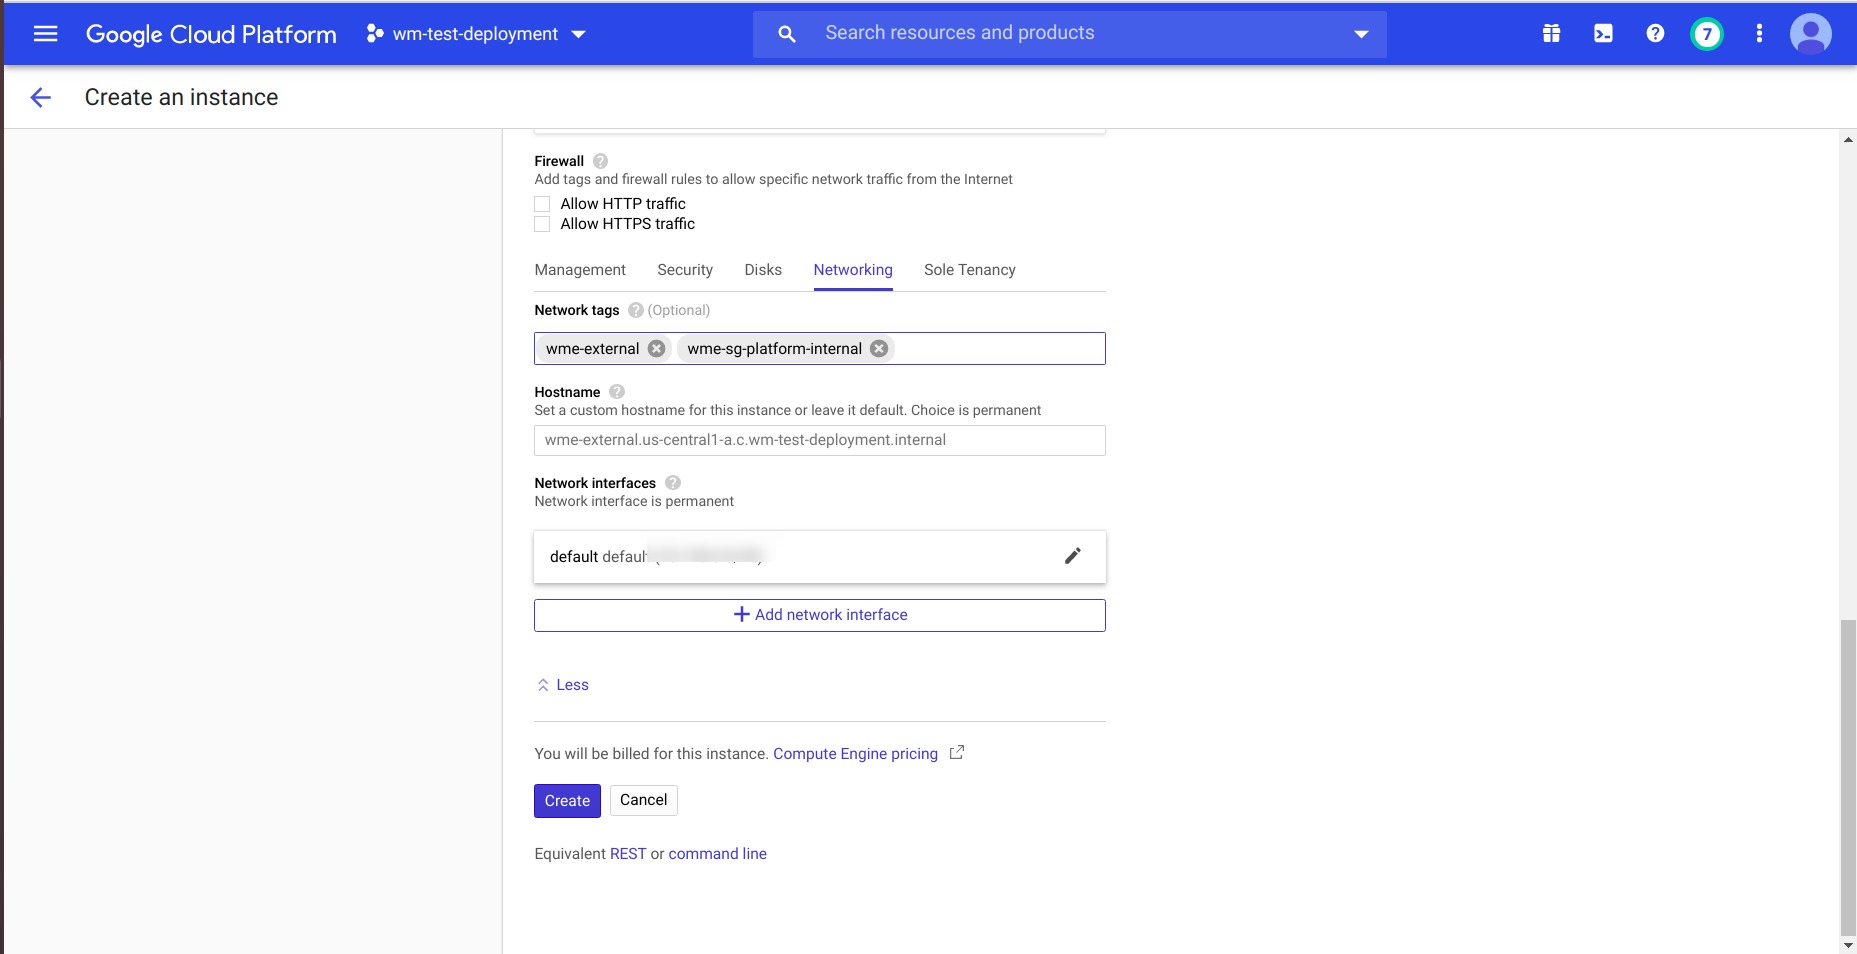 Google Cloud Platform wm-test-deployment Search resources and products 7
Create an instance
Firewall
Add tags and firewall rules to allow specific network traffic from the Internet
Allow HTTP traffic
Allow HTTPS traffic
Management Security Disks Networking Sole Tenancy
Network tags (Optional)
wme-external wme-sg-platform-internal
Hostname
Set a custom hostname for this instance or leave it default. Choice is permanent
wme-external.us-central1-a.c.wm-test-deployment.internal
Network interfaces
Network interface is permanent
default default
Add network interface
Less
You will be billed for this instance. Compute Engine pricing
Create Cancel
Equivalent REST or command line